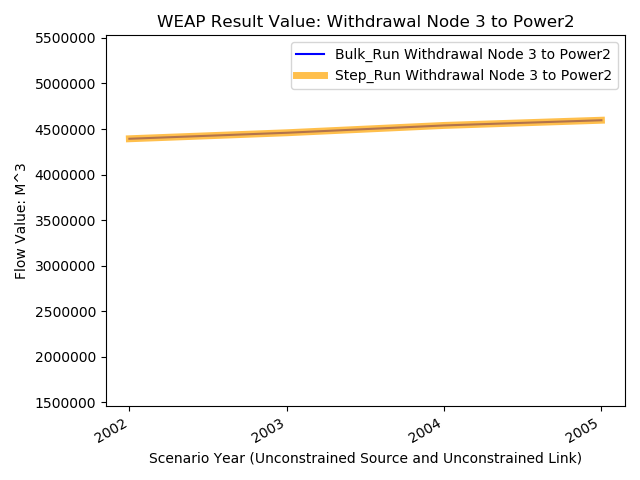 WEAP Result Value: Withdrawal Node 3 to Power2
Bulk_Run Withdrawal Node 3 to Power2
Step_Run Withdrawal Node 3 to Power2
5500000
5000000
4500000
4000000
3500000
3000000
2500000
2000000
1500000
Flow Value: M^3
2002
2003
2004
2005
Scenario Year (Unconstrained Source and Unconstrained Link)